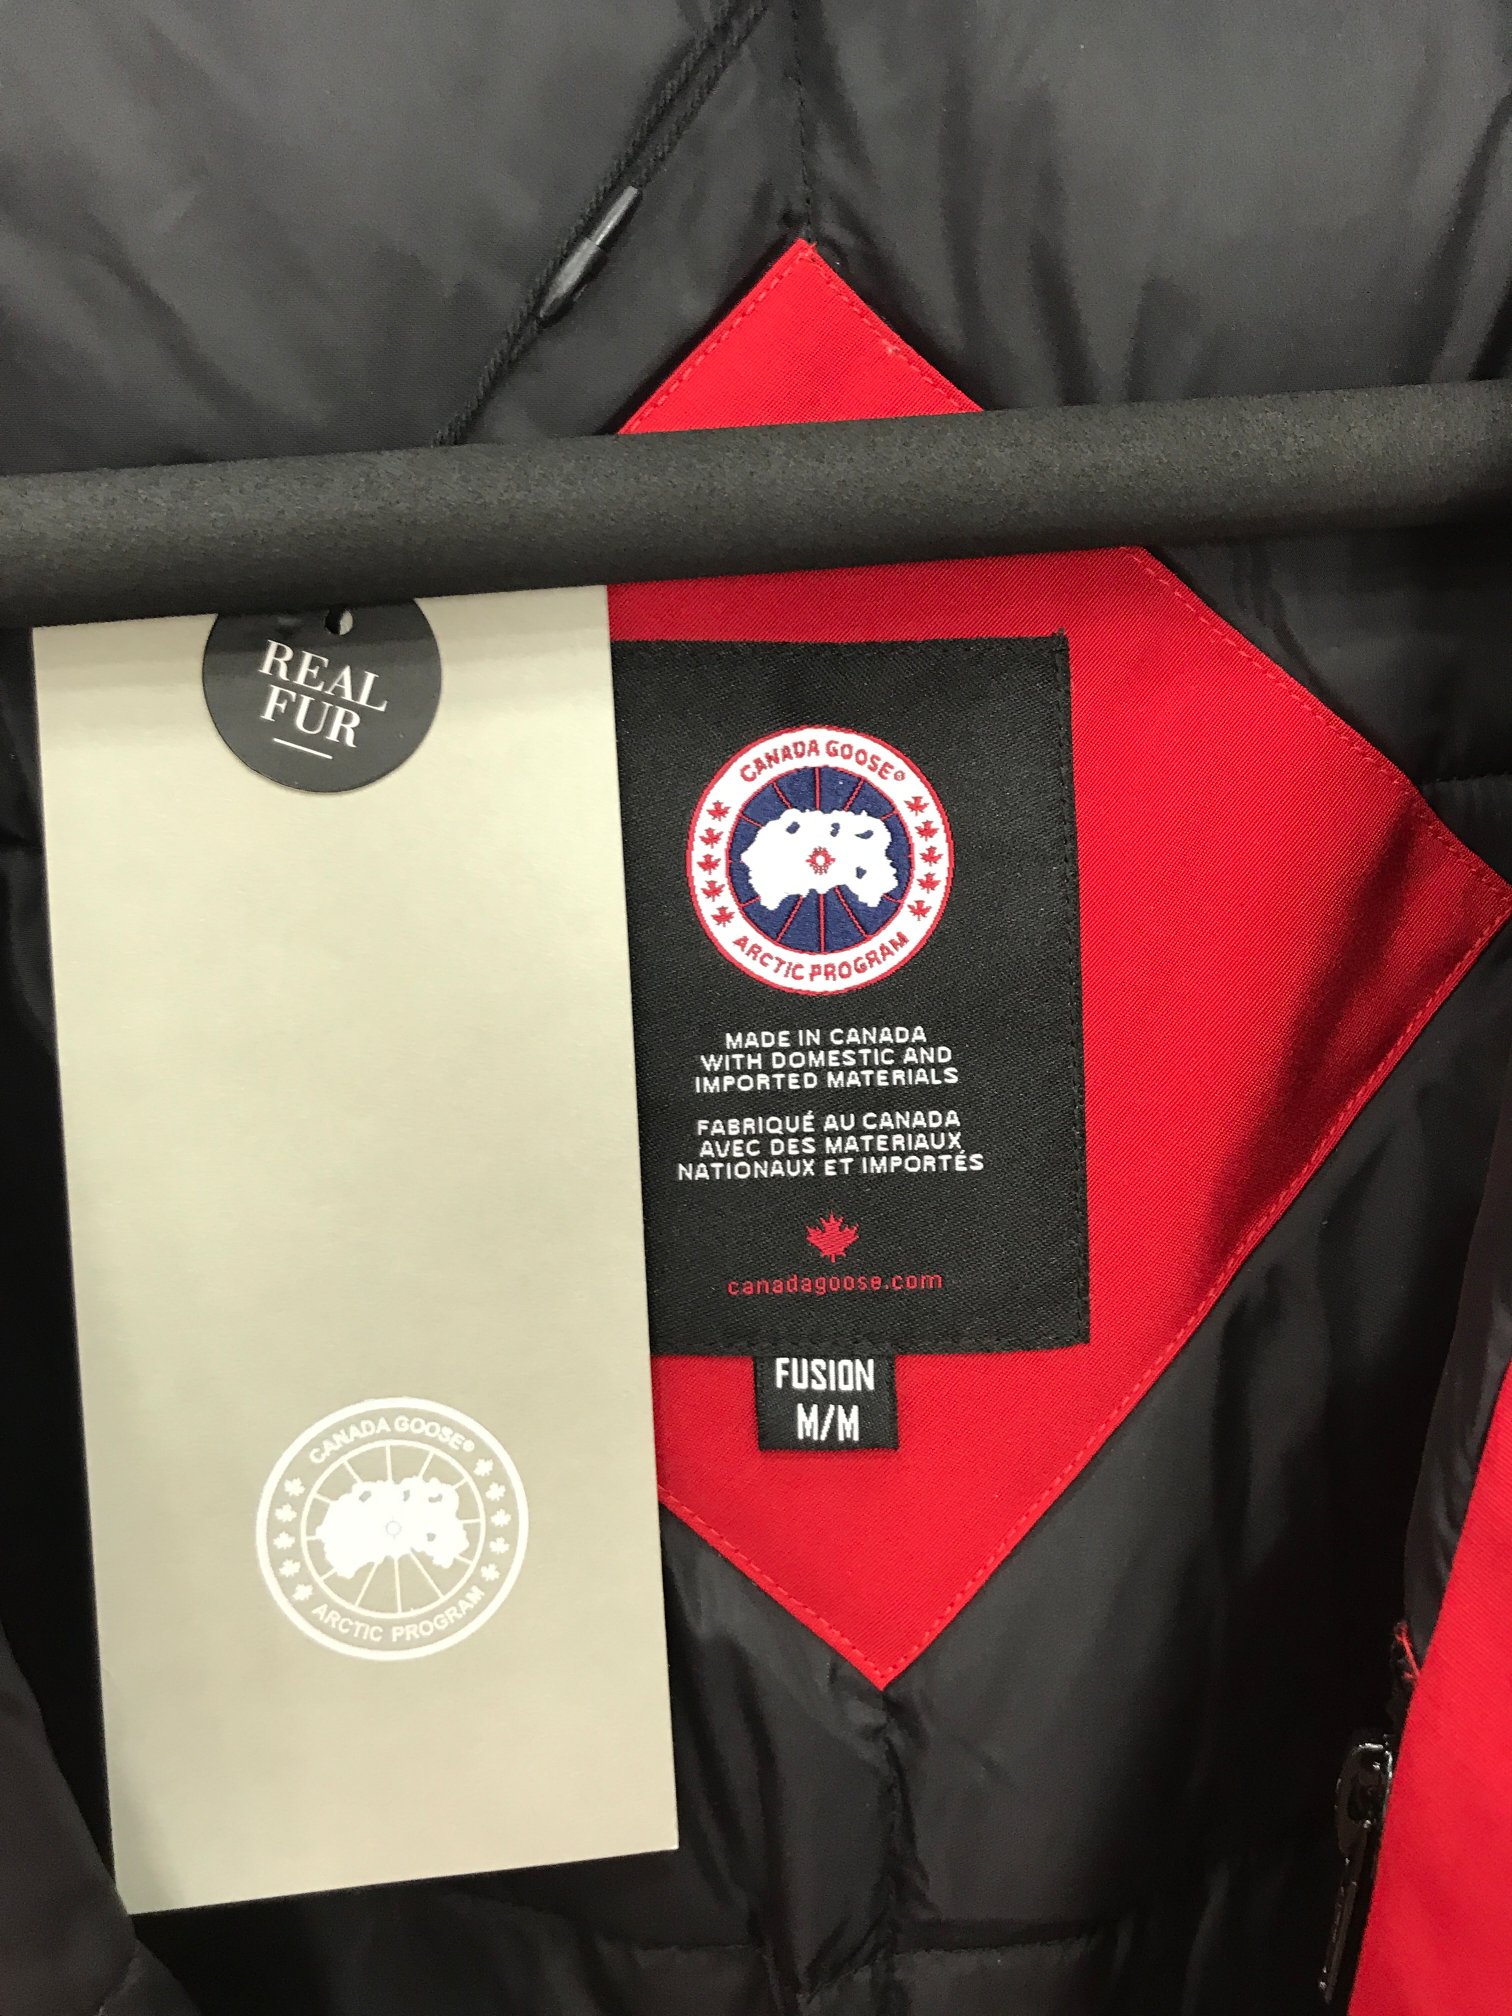 REAL
FUR
CANADA GOOSE®
ARCTIC PROGRAM
MADE IN CANADA
WITH DOMESTIC AND
IMPORTED MATERIALS
FABRIQUÉ AU CANADA
AVEC DES MATERIAUX
NATIONAUX ET IMPORTÉS
canadagoose.com
FUSION
M/M
CANADA GOOSE®
ARCTIC PROGRAM